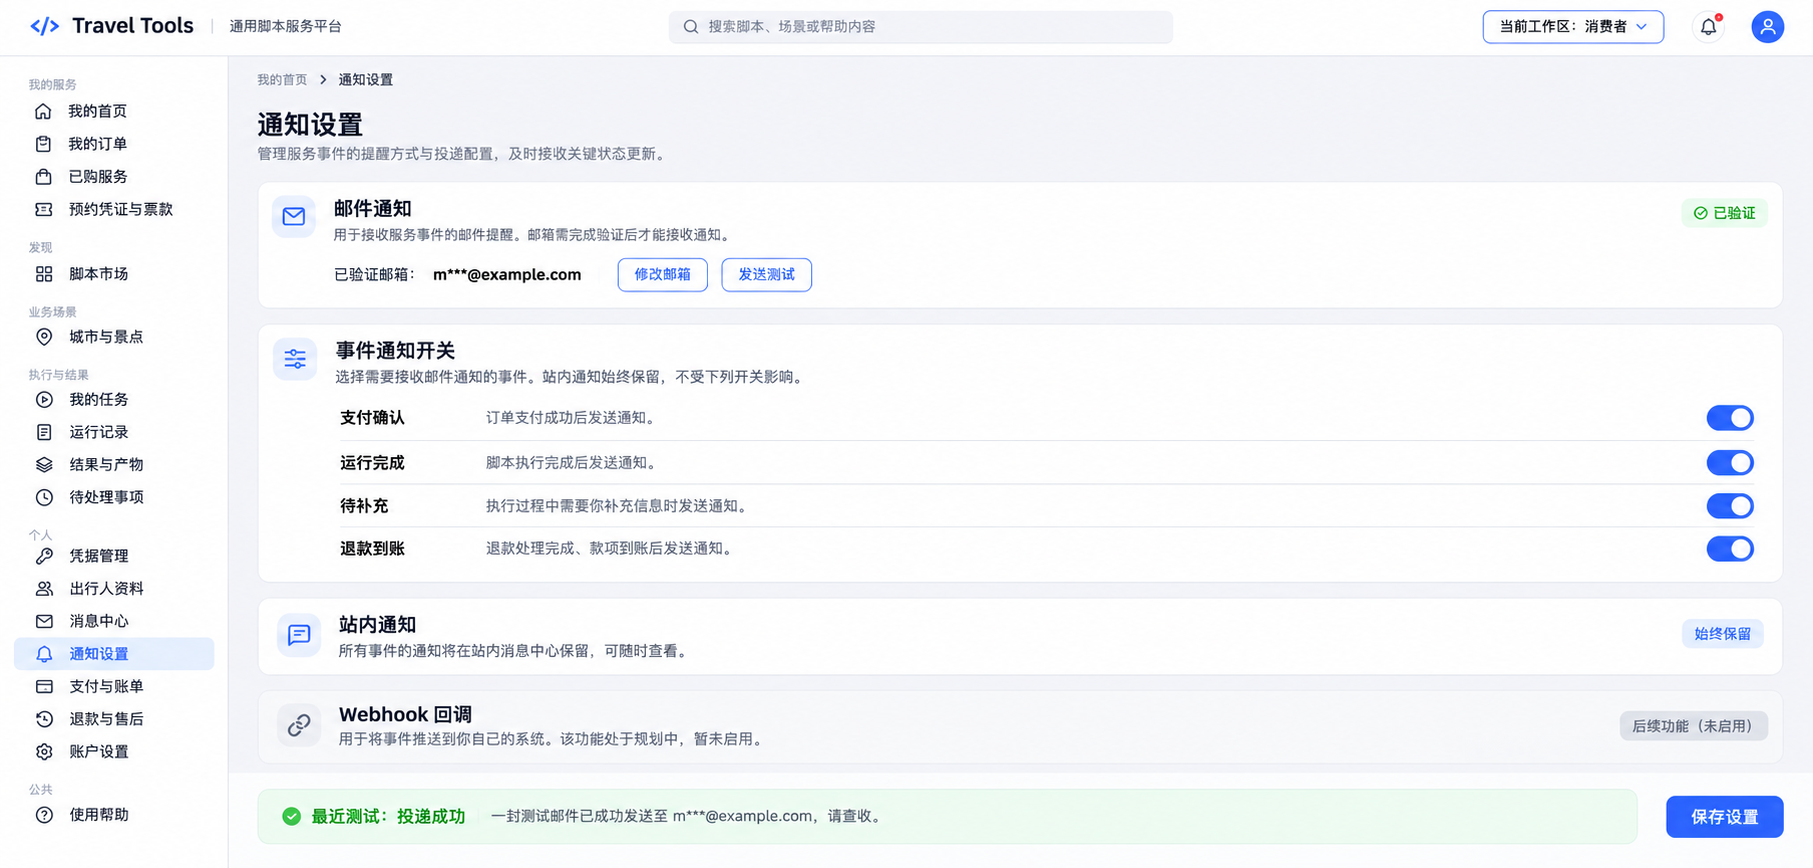 Travel Tools
通用脚本服务平台
搜索脚本、场景或帮助内容
当前工作区：消费者
我的服务
我的首页
我的订单
已购服务
预约凭证与票款
发现
脚本市场
业务场景
城市与景点
执行与结果
我的任务
运行记录
结果与产物
待处理事项
个人
凭据管理
出行人资料
消息中心
通知设置
支付与账单
退款与售后
账户设置
公共
使用帮助
我的首页 > 通知设置
通知设置
管理服务事件的提醒方式与投递配置，及时接收关键状态更新。
邮件通知
已验证
用于接收服务事件的邮件提醒。邮箱需完成验证后才能接收通知。
已验证邮箱： m***@example.com 修改邮箱 发送测试
事件通知开关
选择需要接收邮件通知的事件。站内通知始终保留，不受下列开关影响。
支付确认 订单支付成功后发送通知。
运行完成 脚本执行完成后发送通知。
待补充 执行过程中需要你补充信息时发送通知。
退款到账 退款处理完成、款项到账后发送通知。
站内通知
所有事件的通知将在站内消息中心保留，可随时查看。
始终保留
Webhook 回调
用于将事件推送到你自己的系统。该功能处于规划中，暂未启用。
后续功能（未启用）
最近测试：投递成功 一封测试邮件已成功发送至 m***@example.com，请查收。
保存设置